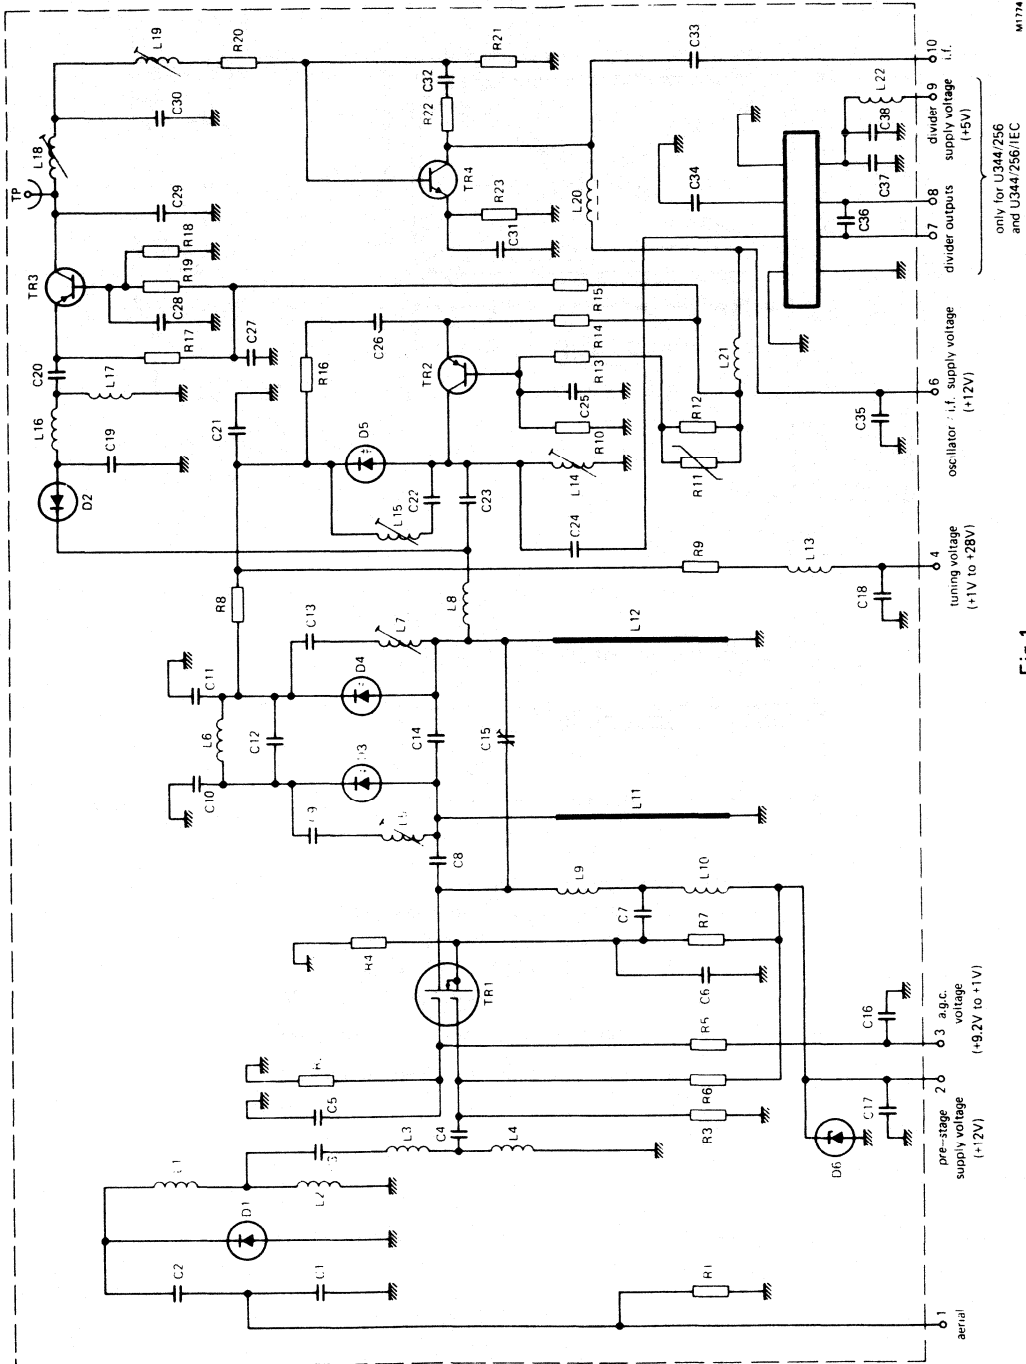 M1774
L19
R20
R21
C33
10
i.f.
C30
C32
R22
L22
9
divider
supply voltage
(+5V)
C38
C37
L18
TP
TR4
R23
L20
C34
C36
8
7
divider outputs
only for U344/256
and U344/256/IEC
C29
C31
TR3
R18
R19
C28
R17
C27
R15
R14
R13
C26
R16
TR2
L21
C20
L17
C25
R12
6
oscillator / i.f. supply voltage
(+12V)
L16
C19
C21
D5
R10
L14
R11
C35
D2
L15
C22
C23
C24
R9
L13
4
tuning voltage
(+1V to +28V)
C18
R8
L8
C13
L7
L12
C11
D4
L6
C12
C14
C15
C10
L11
C8
L9
L10
C7
R7
R4
C6
TR1
R5
C16
3
a.g.c.
voltage
(+9.2V to +1V)
C5
R6
2
C4
R3
C17
pre-stage
supply voltage
(+12V)
L3
L4
D6
L2
D1
C2
C1
R1
1
aerial